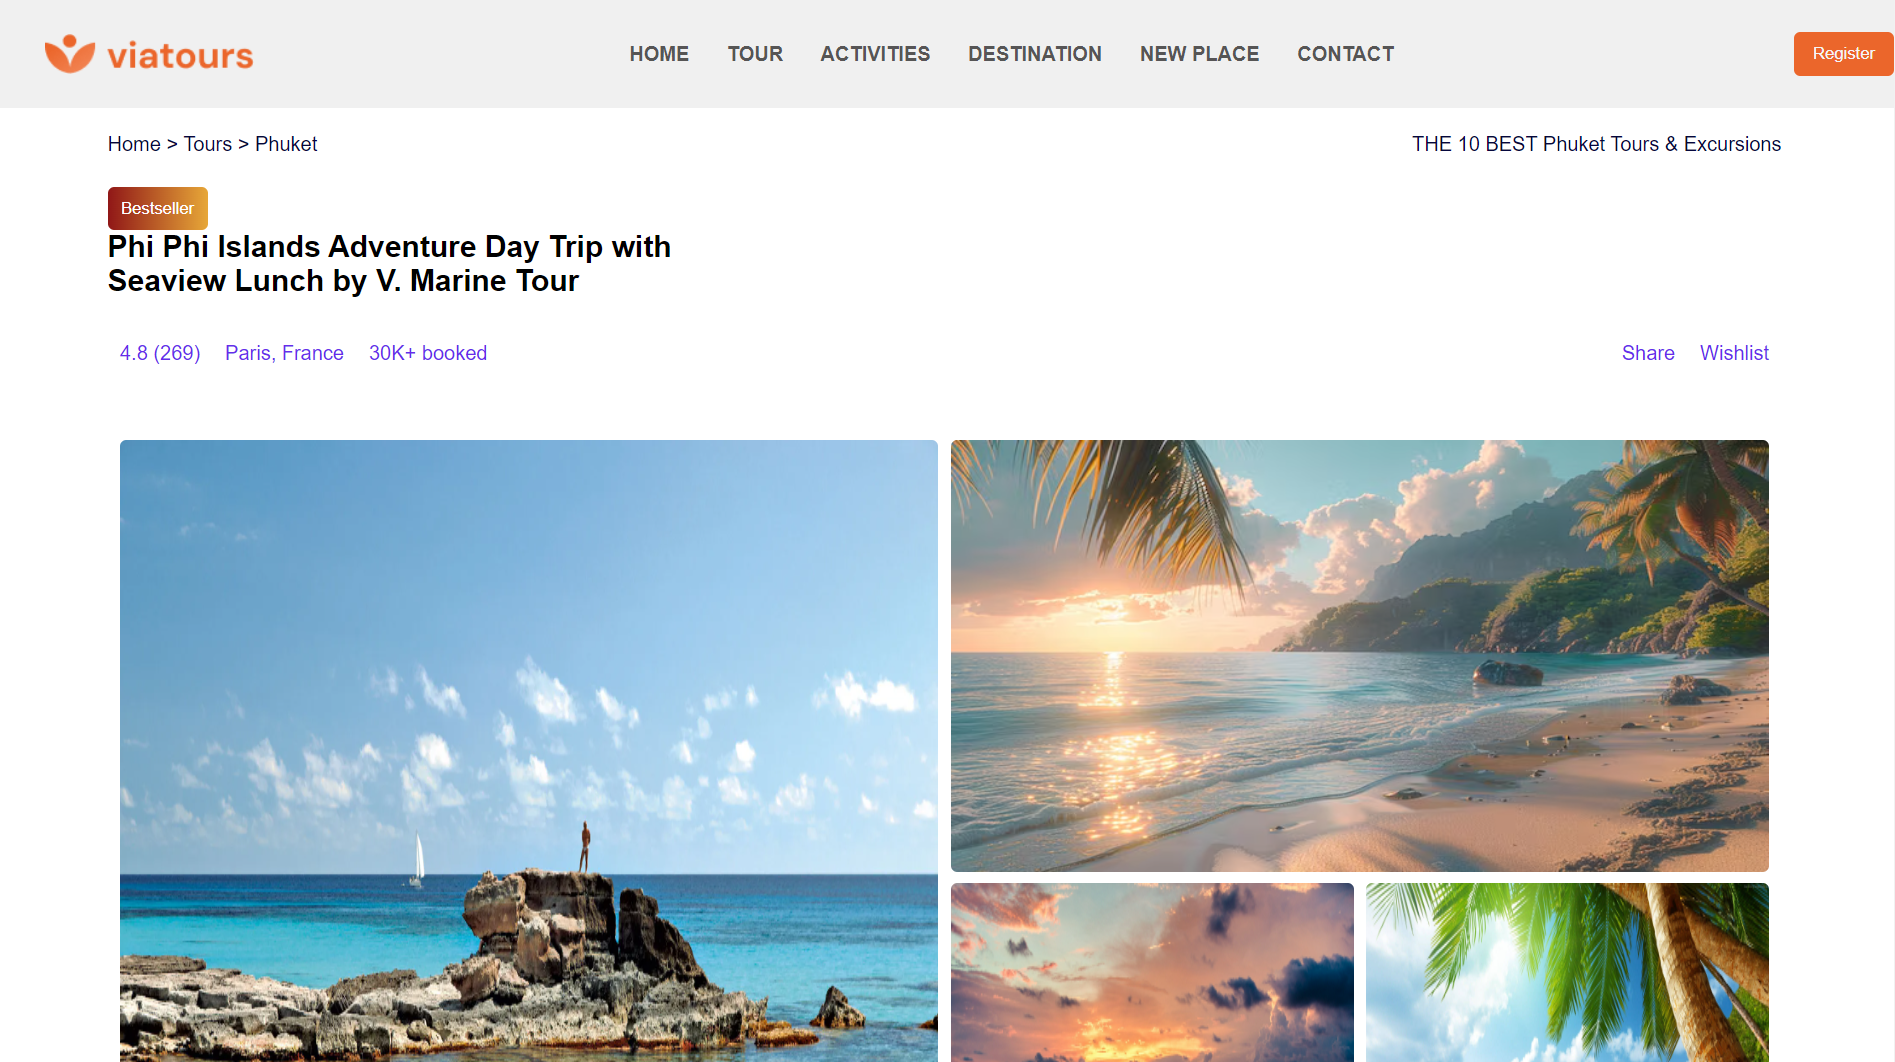 viatours
HOME TOUR ACTIVITIES DESTINATION NEW PLACE CONTACT
Register
Home > Tours > Phuket
THE 10 BEST Phuket Tours & Excursions
Bestseller
Phi Phi Islands Adventure Day Trip with
Seaview Lunch by V. Marine Tour
4.8 (269) Paris, France 30K+ booked
Share Wishlist